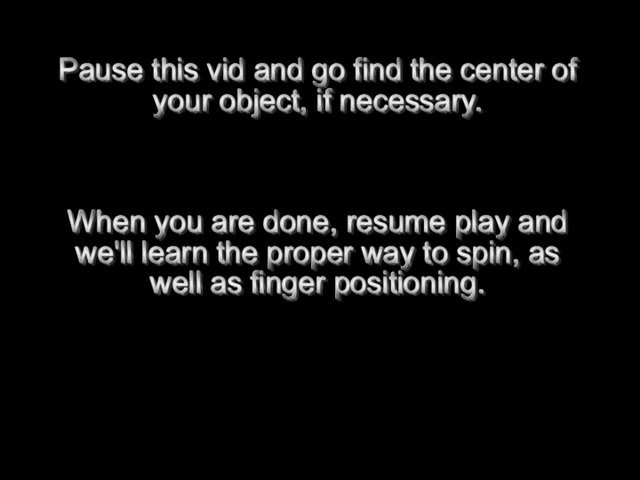 Pause this vid and go find the center of
your object, if necessary.
When you are done, resume play and
we'll learn the proper way to spin, as
well as finger positioning.